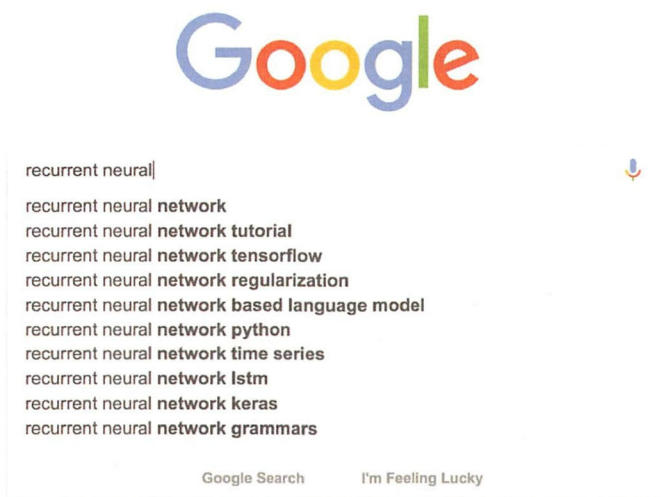 Google
recurrent neural
recurrent neural network
recurrent neural network tutorial
recurrent neural network tensorflow
recurrent neural network regularization
recurrent neural network based language model
recurrent neural network python
recurrent neural network time series
recurrent neural network lstm
recurrent neural network keras
recurrent neural network grammars
Google Search I'm Feeling Lucky